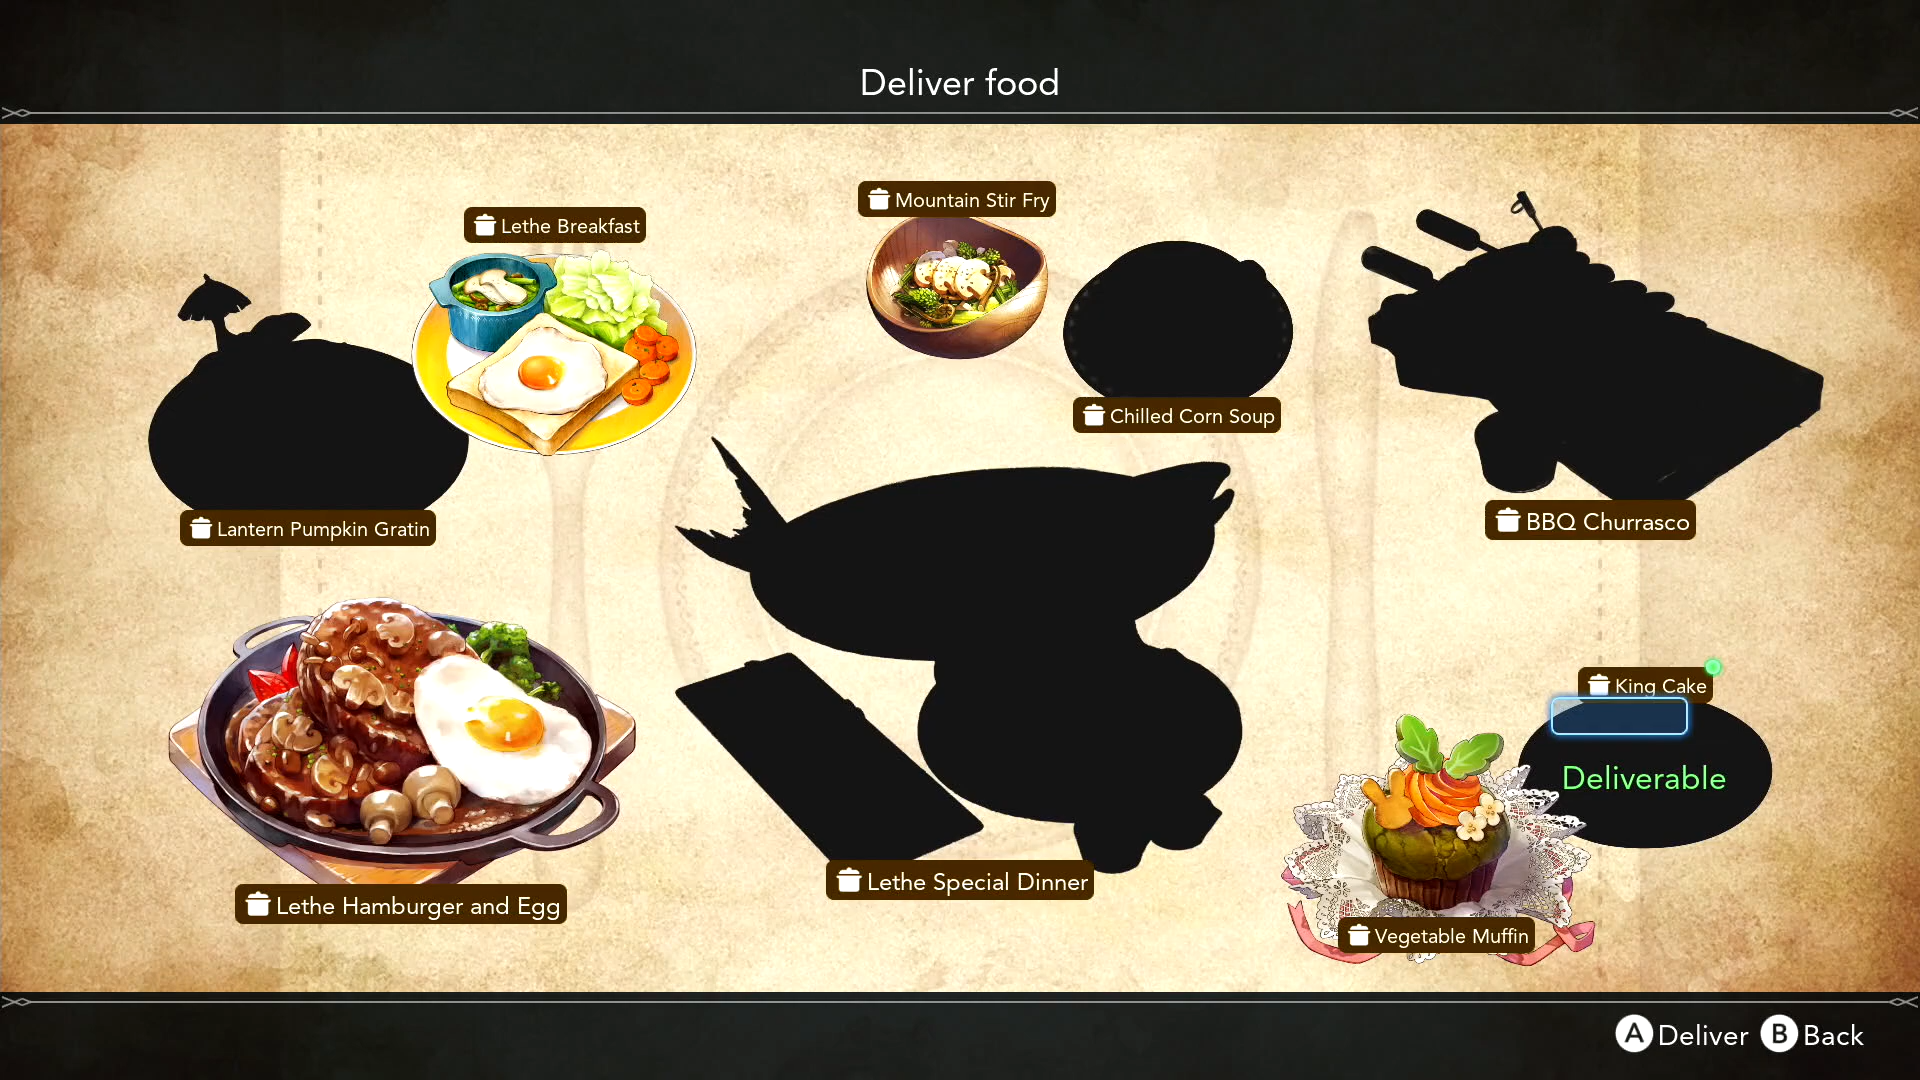 Deliver food
Mountain Stir Fry
Lethe Breakfast
Chilled Corn Soup
BBQ Churrasco
Lantern Pumpkin Gratin
King Cake
Deliverable
Lethe Special Dinner
Lethe Hamburger and Egg
Vegetable Muffin
A Deliver B Back